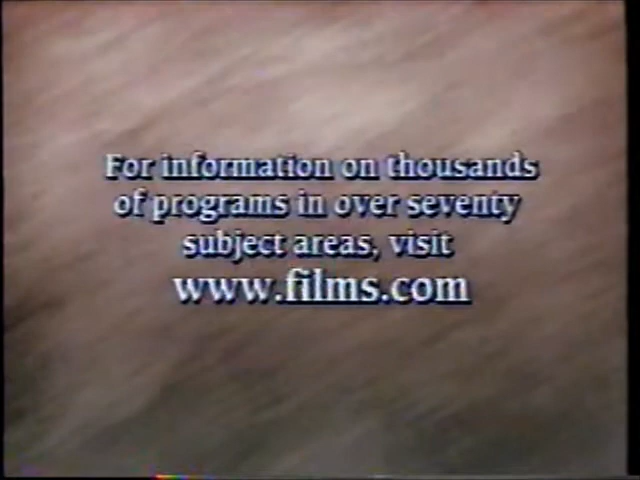 For information on thousands
of programs in over seventy
subject areas, visit
www.films.com